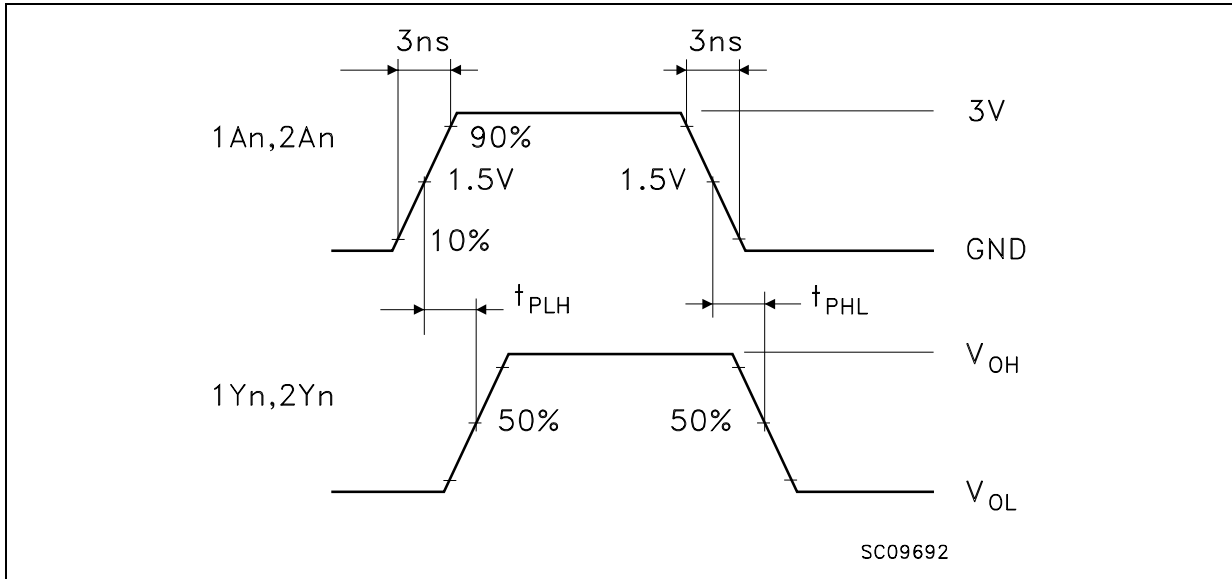 3ns 3ns
3V
1An,2An
90%
1.5V 1.5V
10%
GND
tPLH tPHL
VOH
1Yn,2Yn
50% 50%
VOL
SC09692